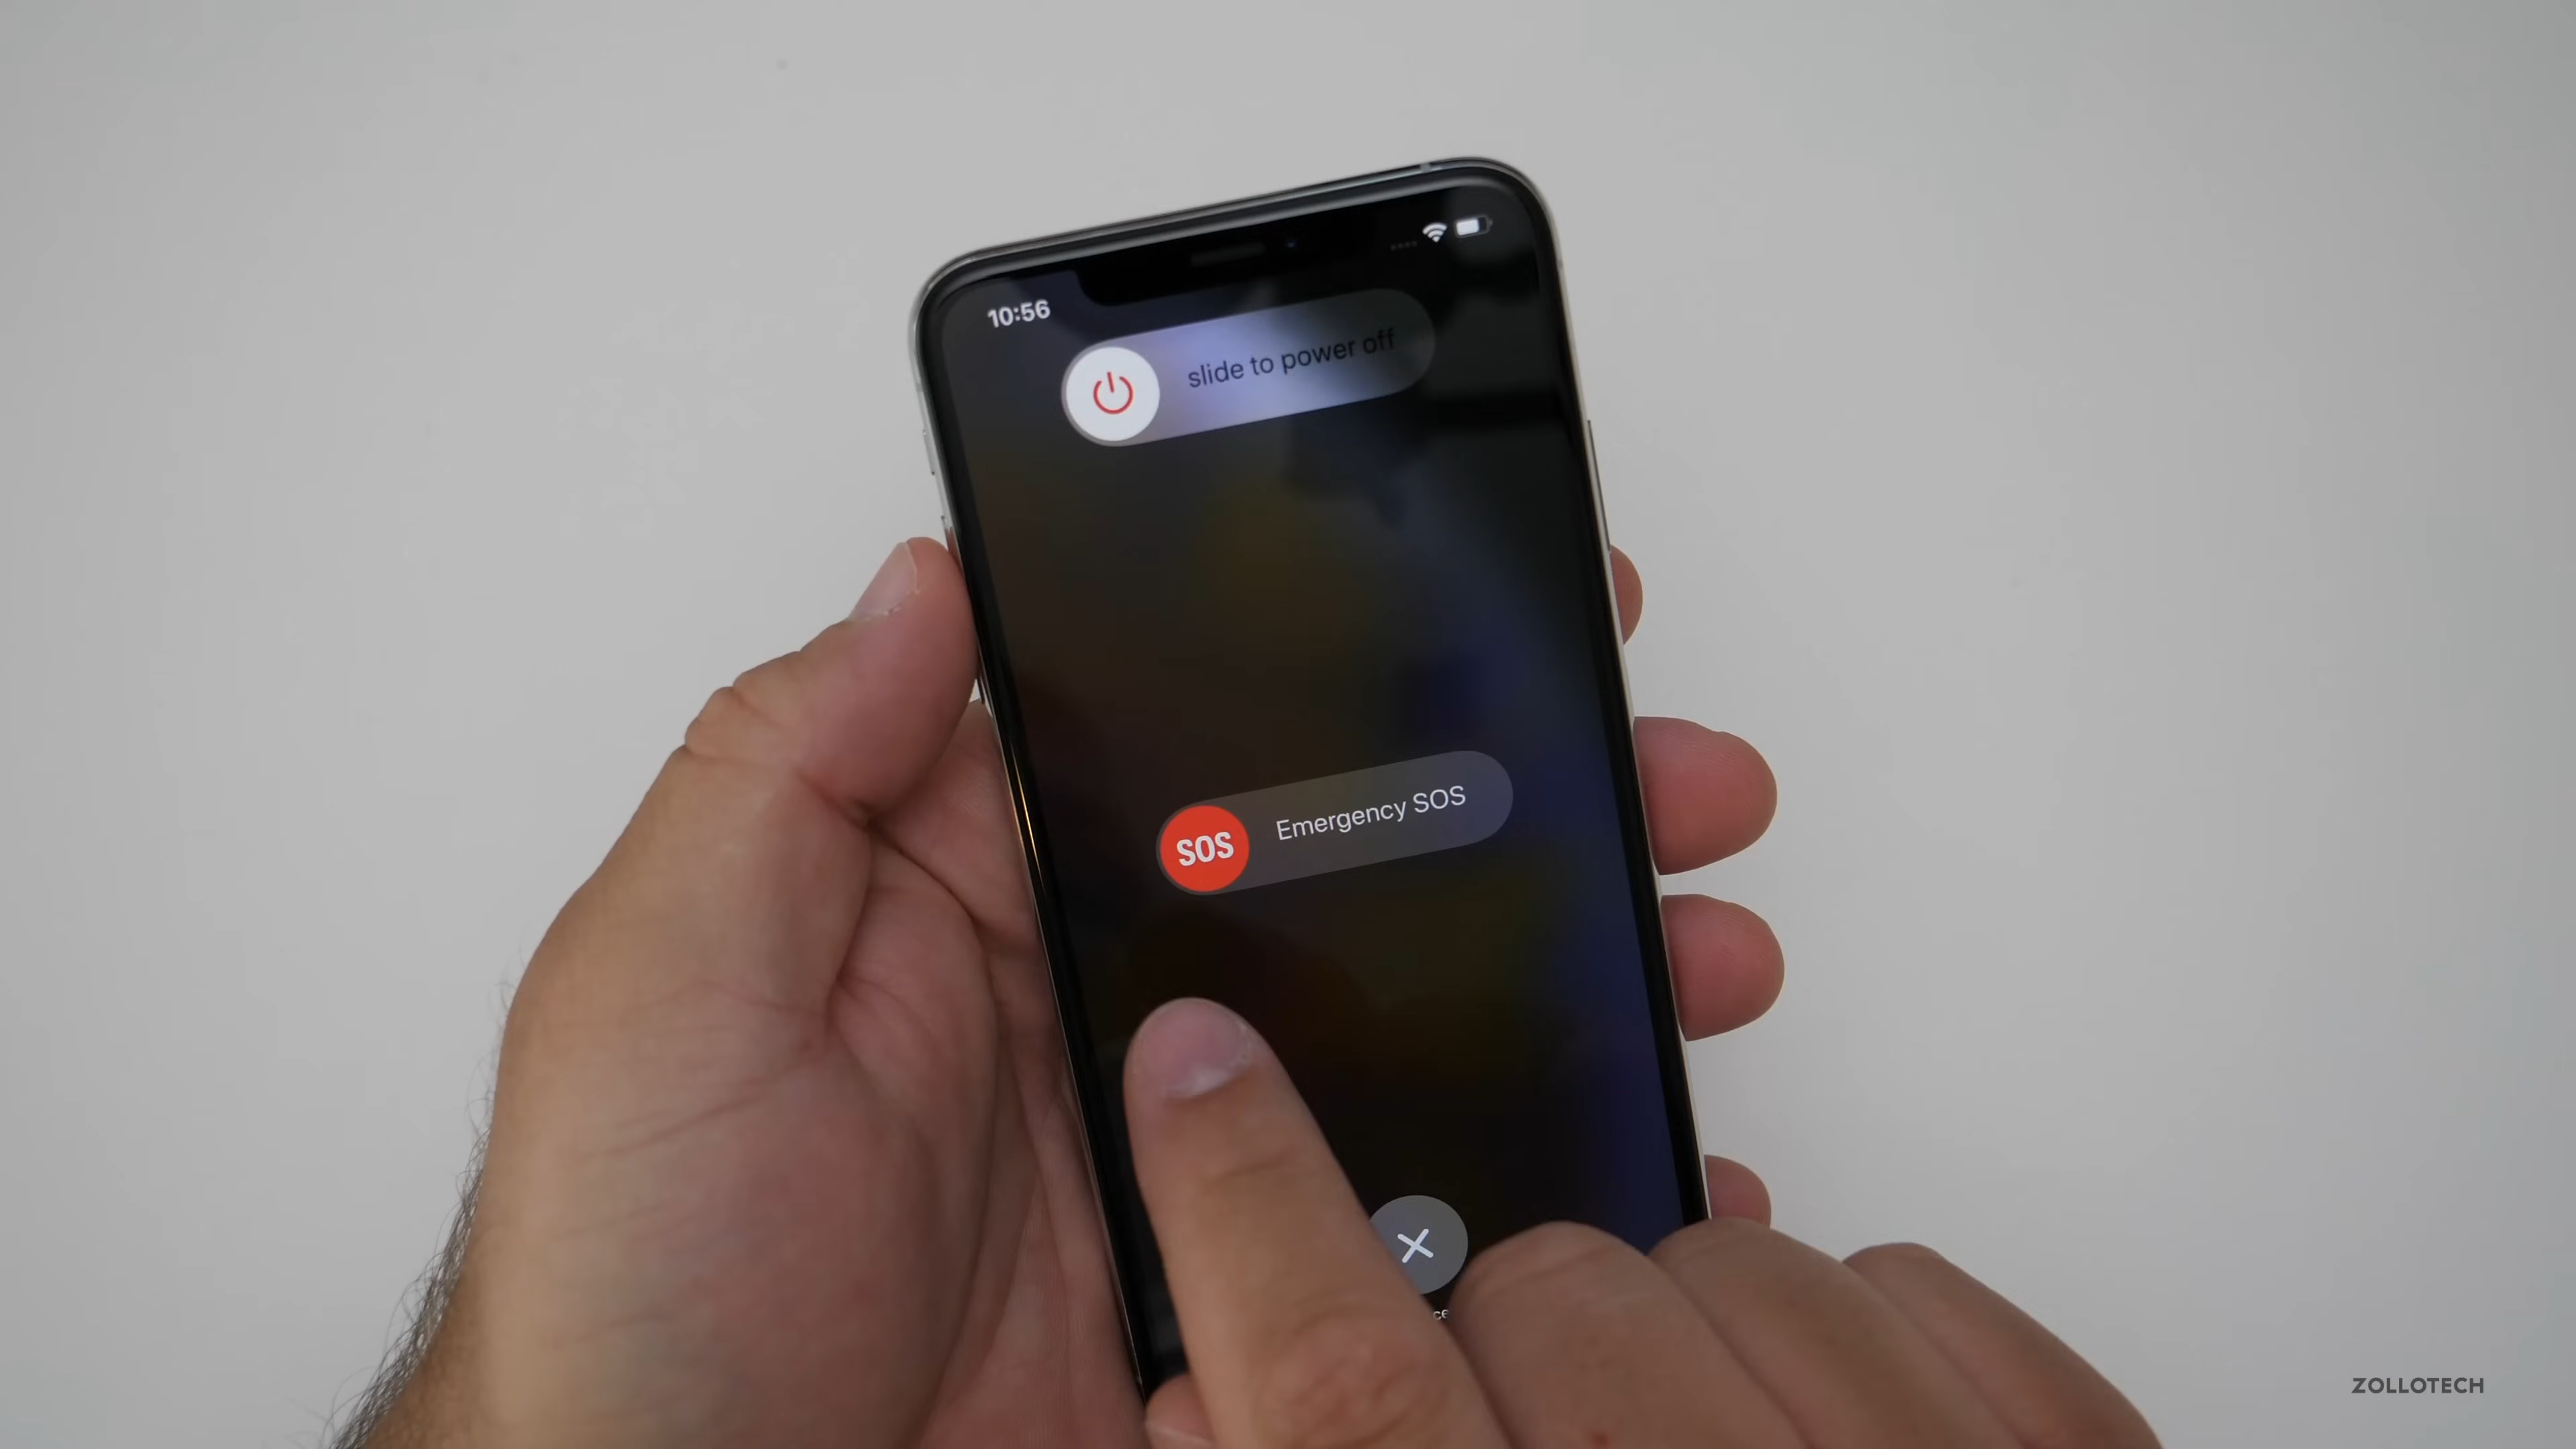 10:56
slide to power off
SOS
Emergency SOS
ZOLLOTECH